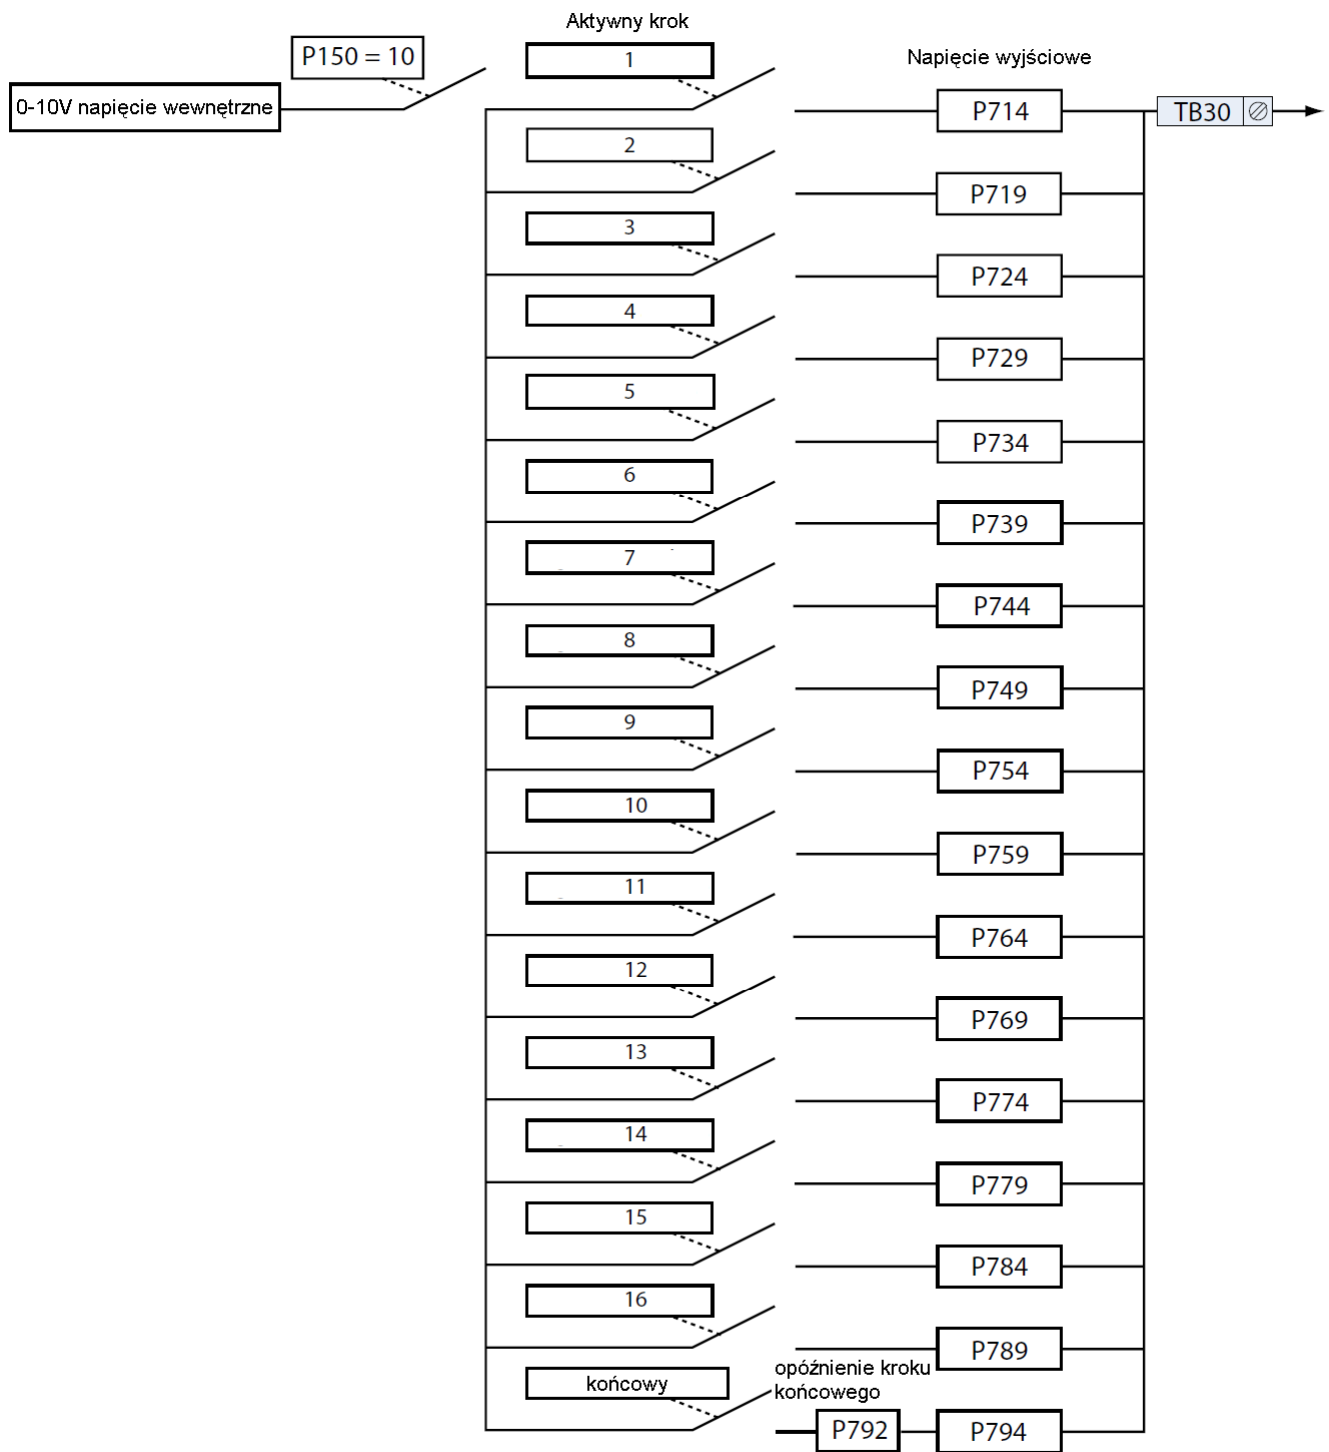 Aktywny krok
P150 = 10
1
Napięcie wyjściowe
0-10V napięcie wewnętrzne
P714
TB30
2
P719
3
P724
4
P729
5
P734
6
P739
7
P744
8
P749
9
P754
10
P759
11
P764
12
P769
13
P774
14
P779
15
P784
16
P789
opóźnienie kroku
końcowego
końcowy
P792
P794